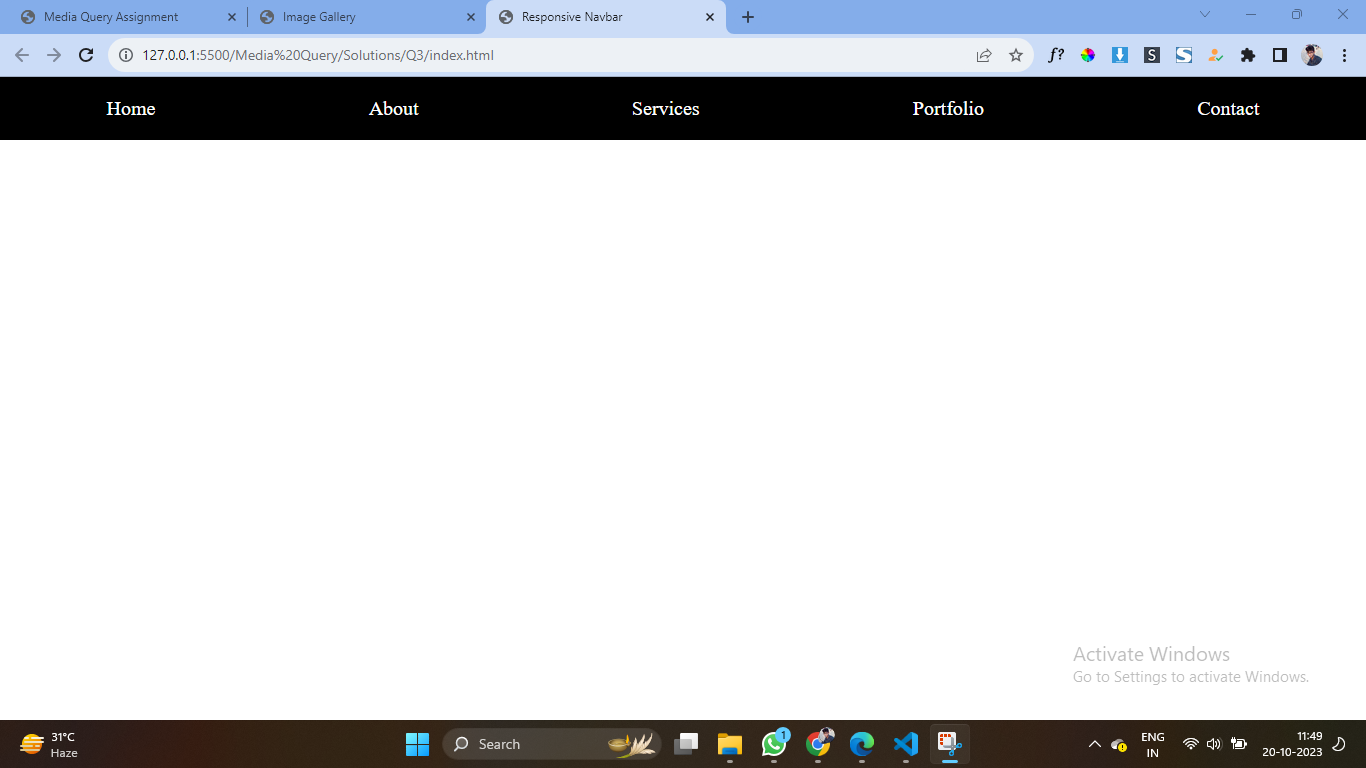 Media Query Assignment
Image Gallery
Responsive Navbar
127.0.0.1:5500/Media%20Query/Solutions/Q3/index.html
f?
S
S
Home
About
Services
Portfolio
Contact
Activate Windows
Go to Settings to activate Windows.
31°C
Haze
Search
1
ENG
IN
11:49
20-10-2023